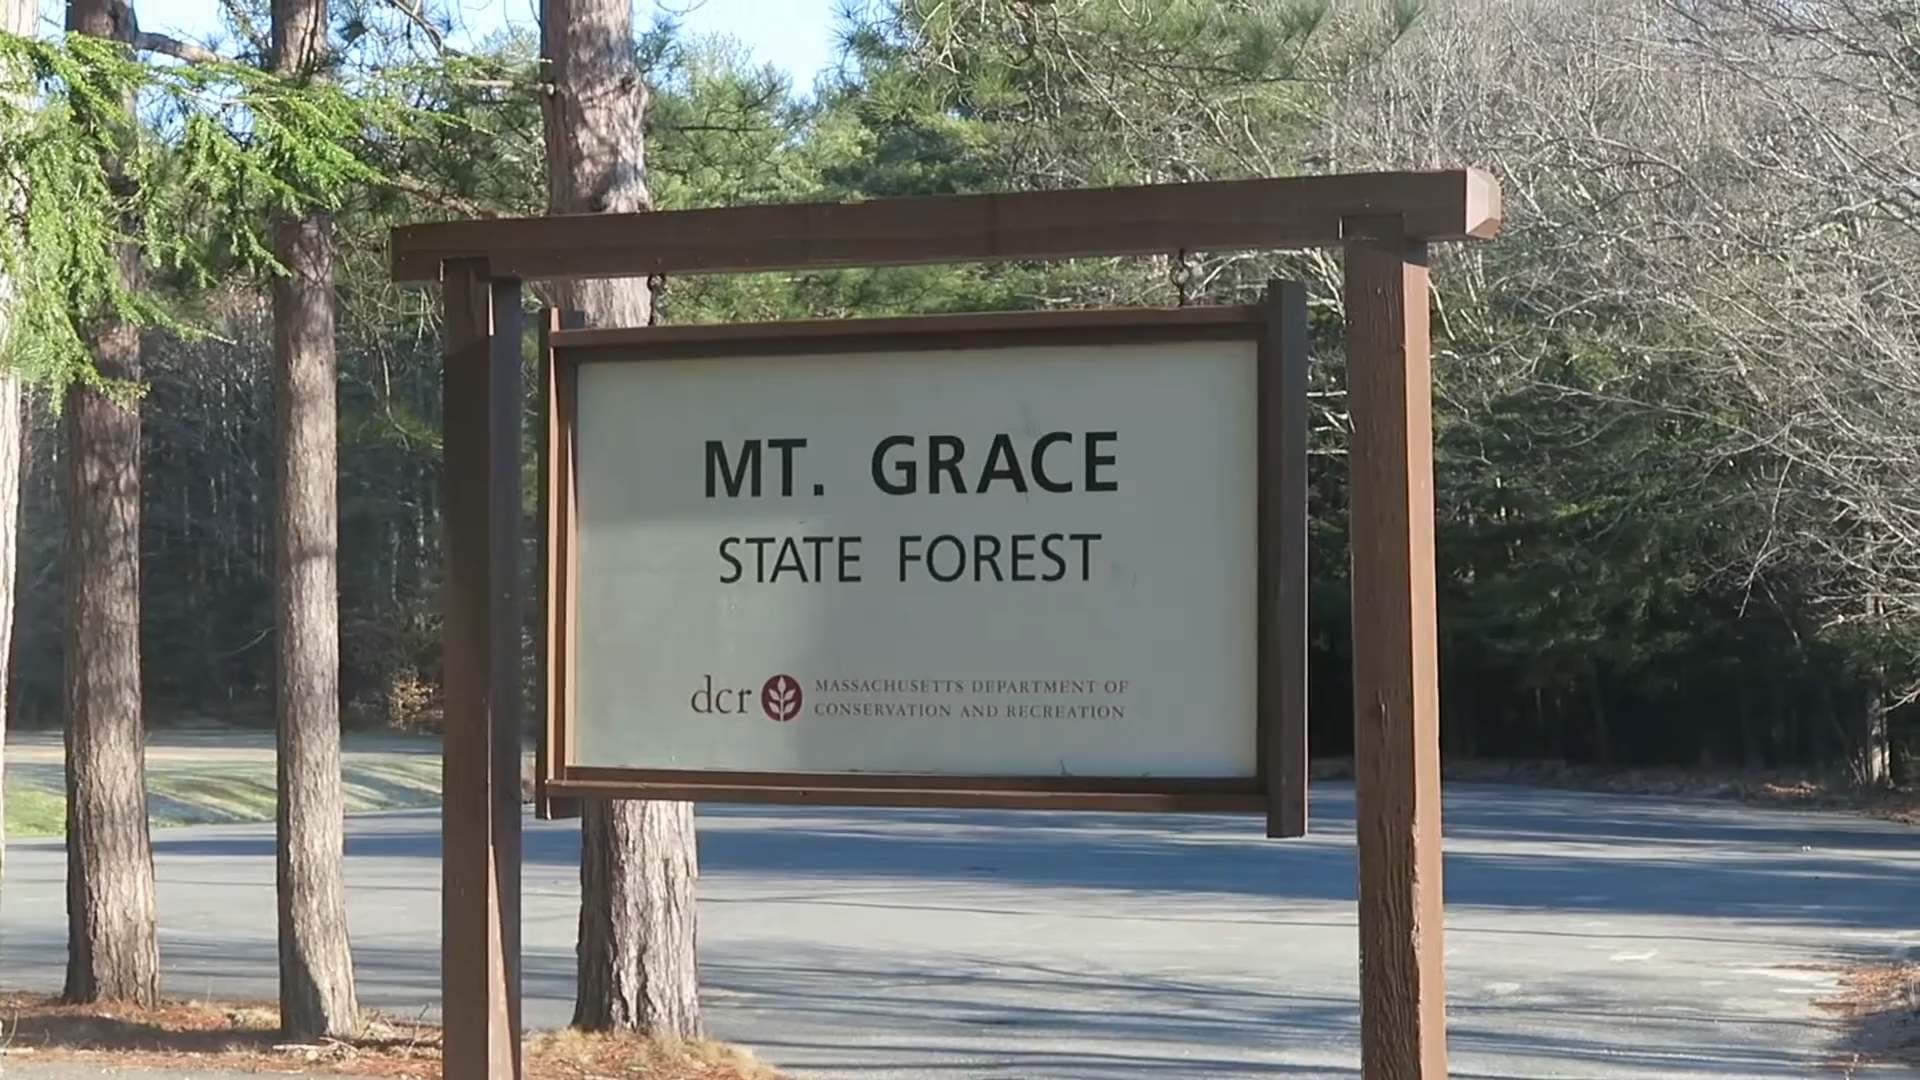 MT. GRACE
STATE FOREST
dcr MASSACHUSETTS DEPARTMENT OF
CONSERVATION AND RECREATION